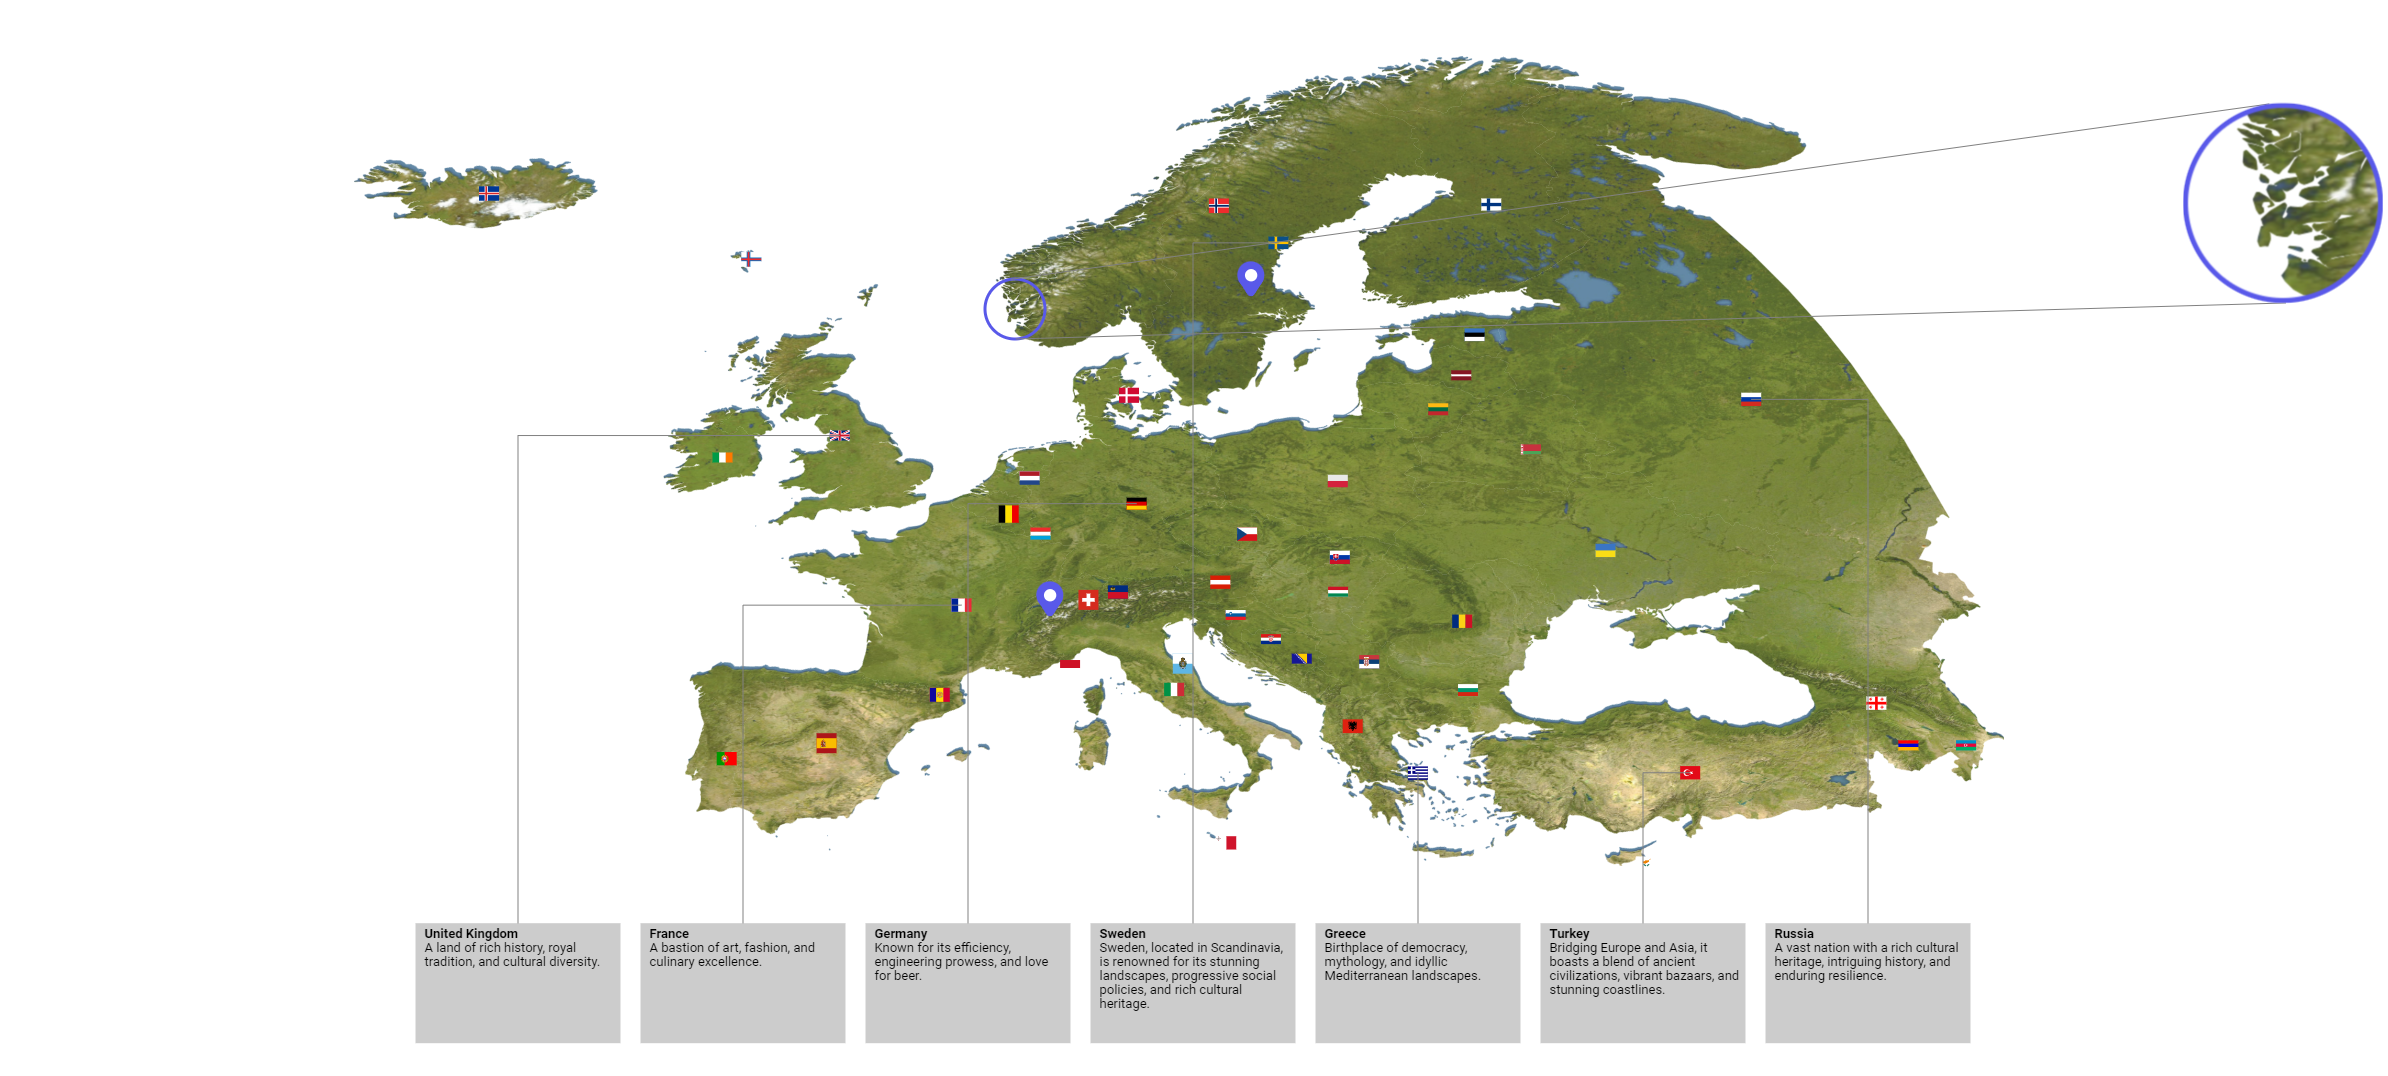 United Kingdom
A land of rich history, royal
tradition, and cultural diversity.
France
A bastion of art, fashion, and
culinary excellence.
Germany
Known for its efficiency,
engineering prowess, and love
for beer.
Sweden
Sweden, located in Scandinavia,
is renowned for its stunning
landscapes, progressive social
policies, and rich cultural
heritage.
Greece
Birthplace of democracy,
mythology, and idyllic
Mediterranean landscapes.
Turkey
Bridging Europe and Asia, it
boasts a blend of ancient
civilizations, vibrant bazaars, and
stunning coastlines.
Russia
A vast nation with a rich cultural
heritage, intriguing history, and
enduring resilience.